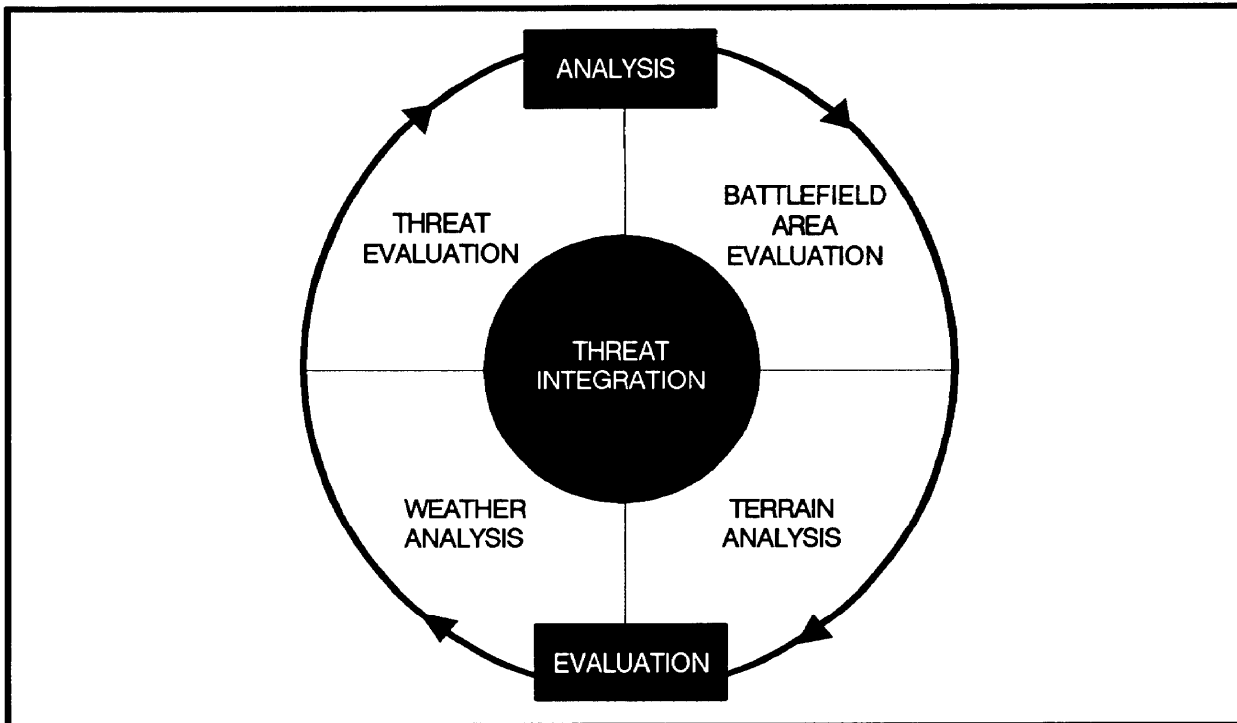 ANALYSIS
THREAT
EVALUATION
BATTLEFIELD
AREA
EVALUATION
THREAT
INTEGRATION
WEATHER
ANALYSIS
TERRAIN
ANALYSIS
EVALUATION